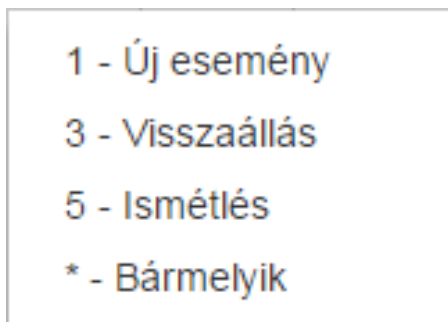 1 - Új esemény
3 - Visszaállás
5 - Ismétlés
* - Bármelyik